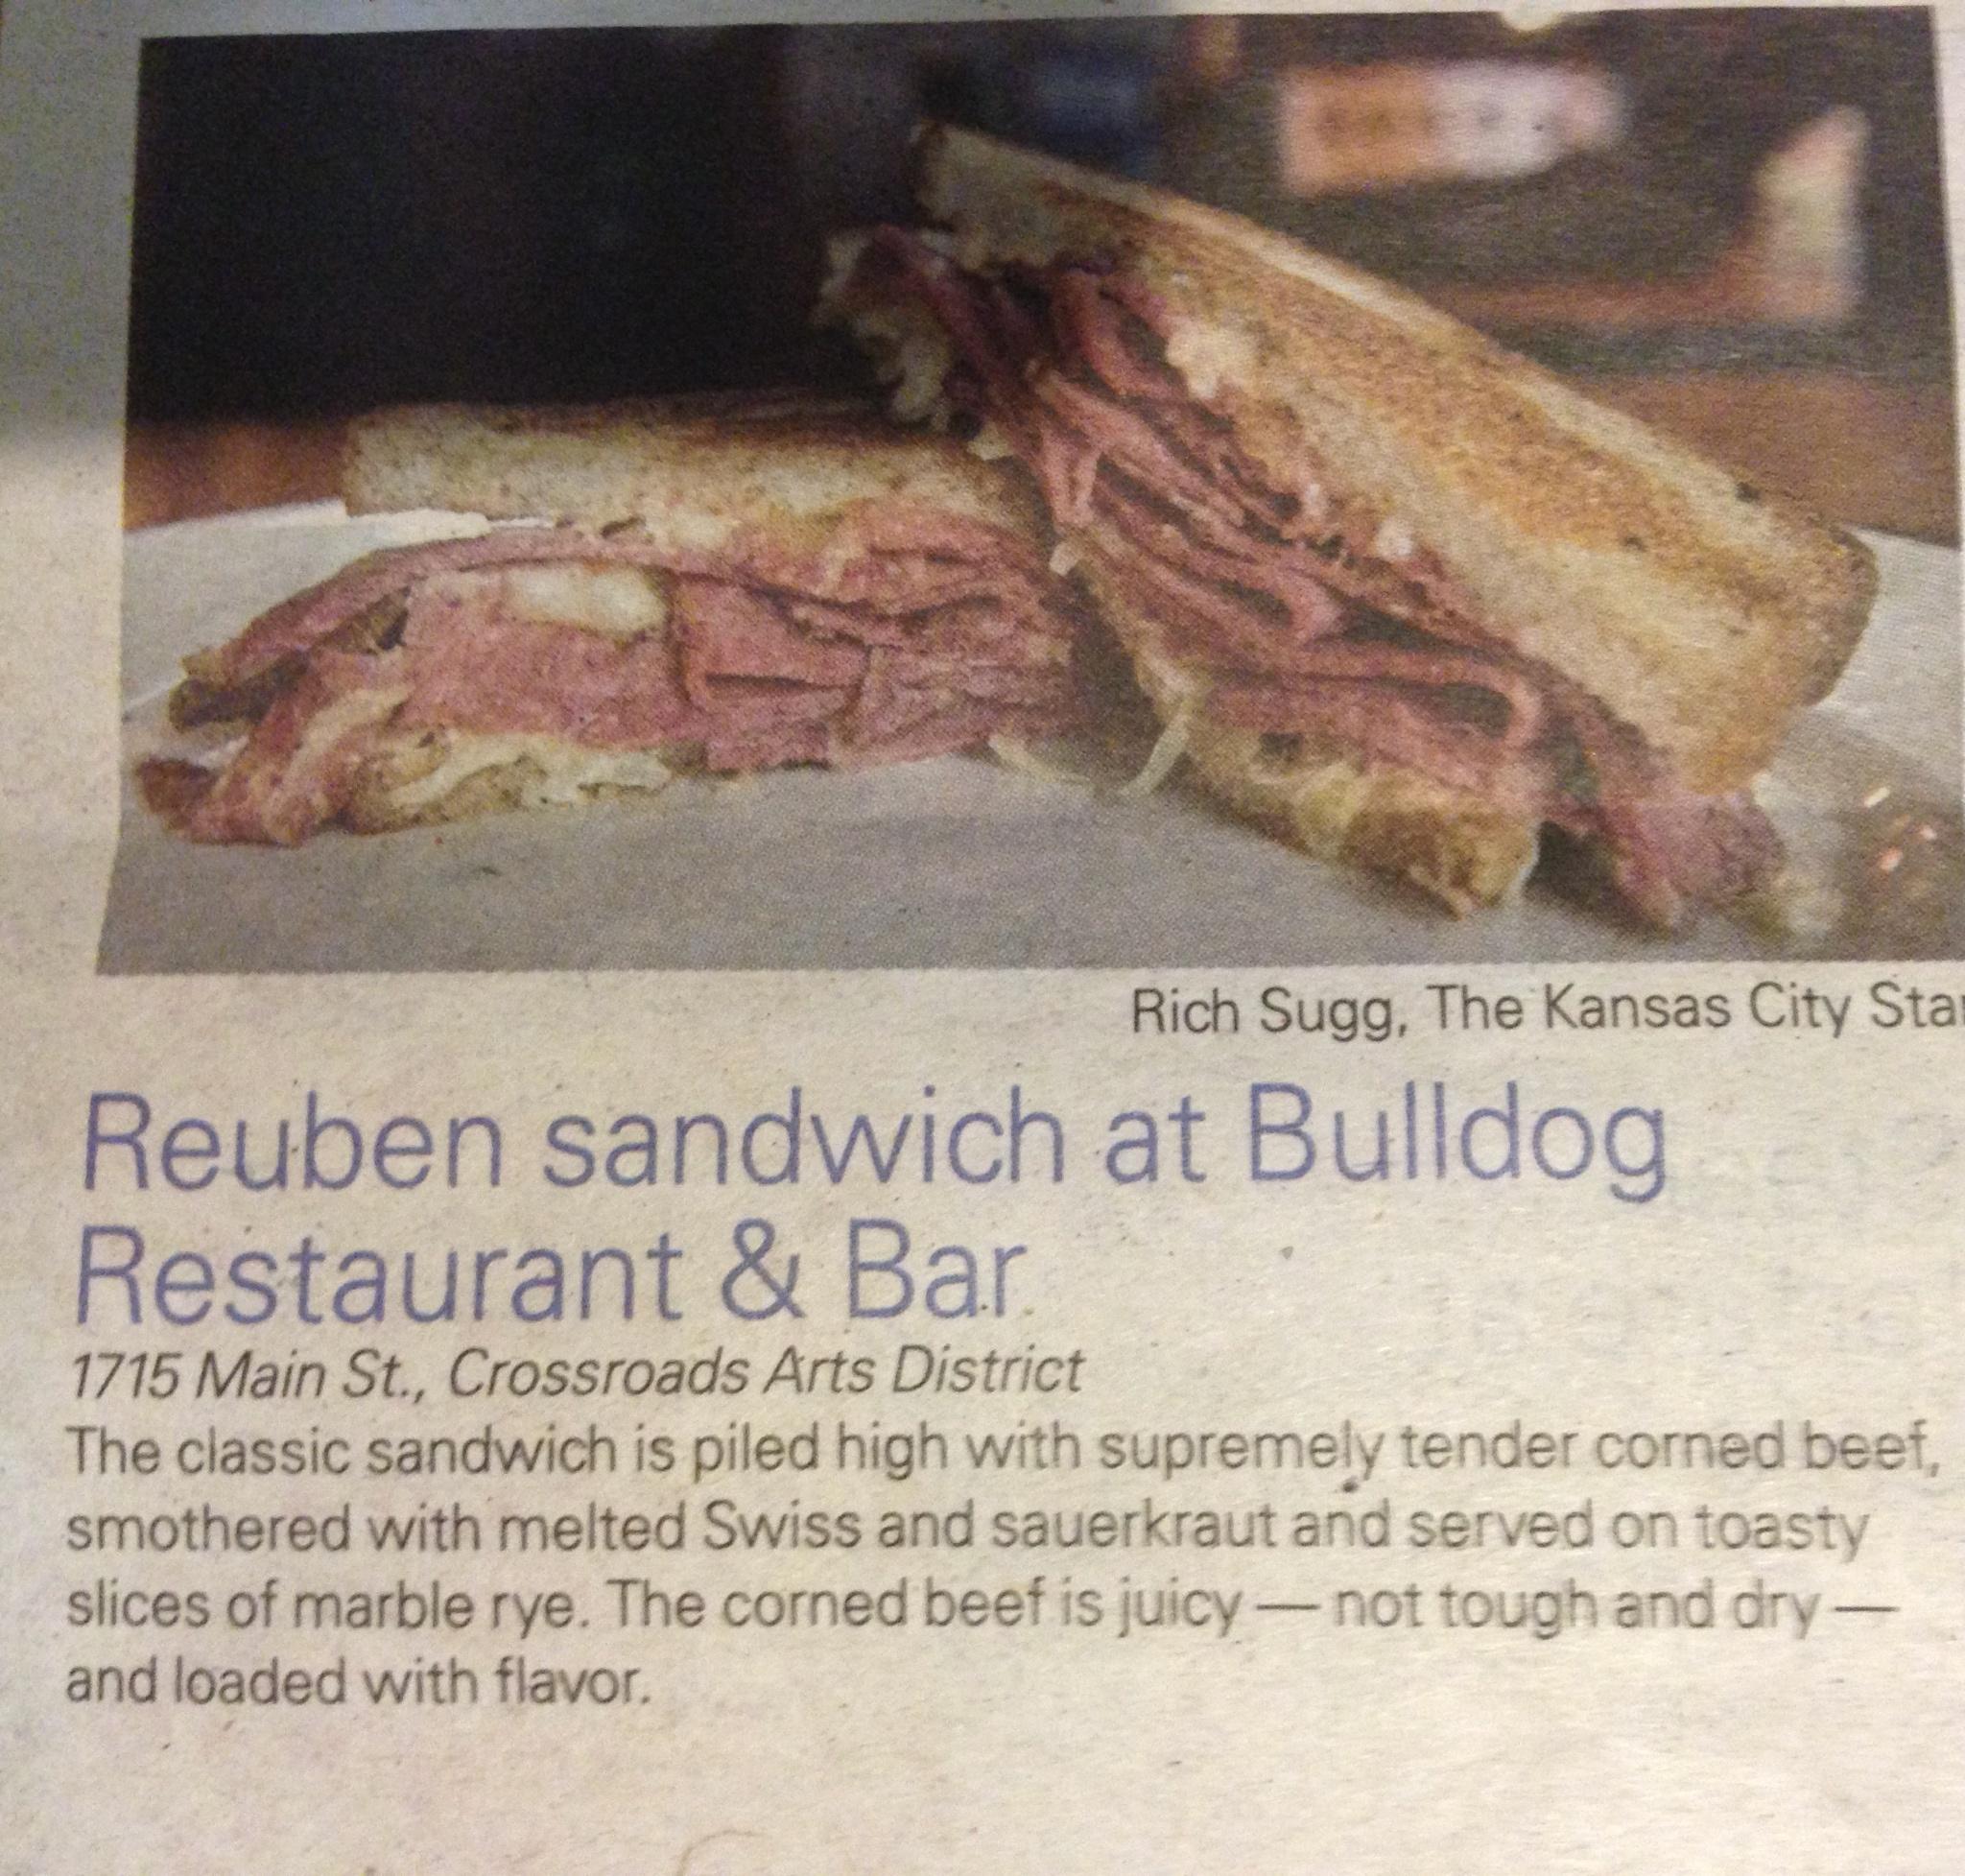 Rich Sugg, The Kansas City Star
Reuben sandwich at Bulldog
Restaurant & Bar
1715 Main St., Crossroads Arts District
The classic sandwich is piled high with supremely tender corned beef,
smothered with melted Swiss and sauerkraut and served on toasty
slices of marble rye. The corned beef is juicy — not tough and dry —
and loaded with flavor.